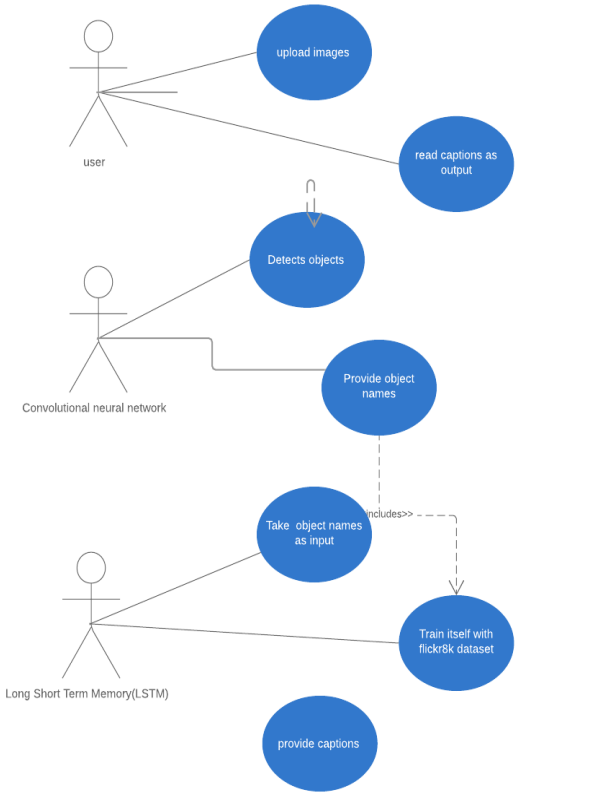 upload images
read captions as
output
user
Detects objects
Provide object
names
Convolutional neural network
includes>>
Take object names
as input
Train itself with
flickr8k dataset
Long Short Term Memory(LSTM)
provide captions